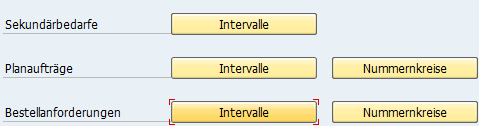 Sekundärbedarfe Intervalle
Planaufträge Intervalle Nummernkreise
Bestellanforderungen Intervalle Nummernkreise